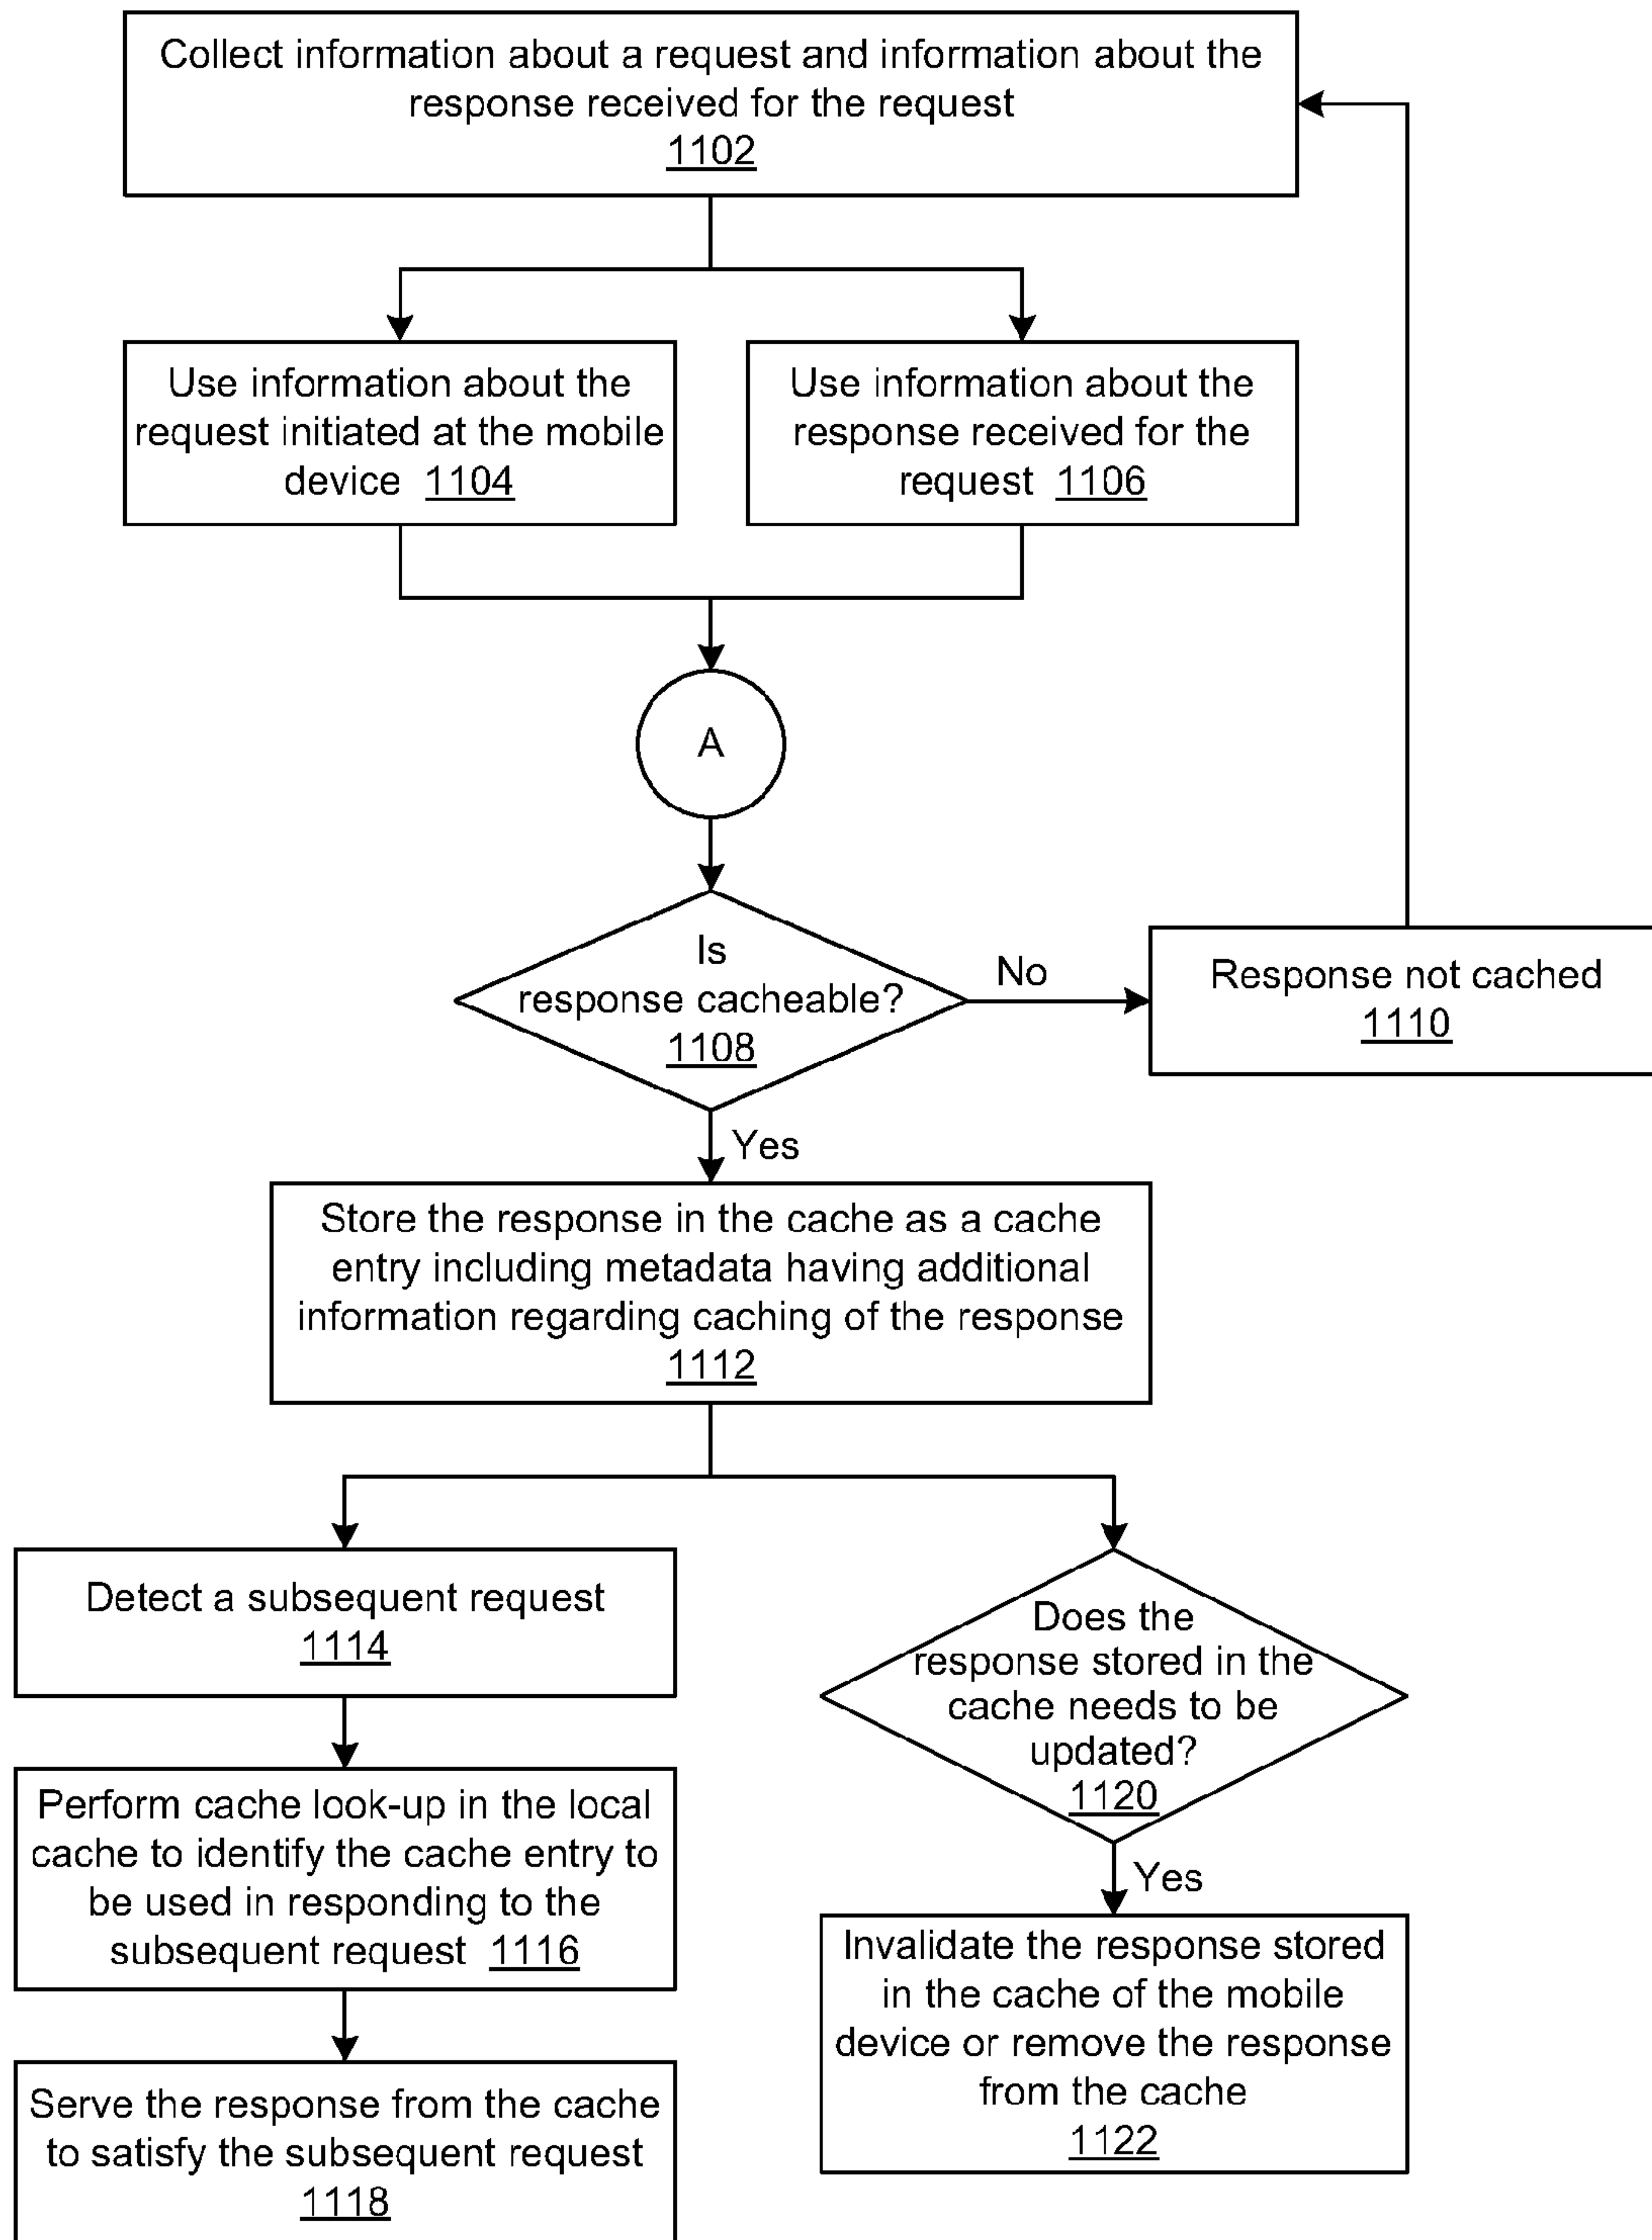 Collect information about a request and information about the
response received for the request
1102
Use information about the
request initiated at the mobile
device 1104
Use information about the
response received for the
request 1106
A
Is
response cacheable?
1108
No
Response not cached
1110
Yes
Store the response in the cache as a cache
entry including metadata having additional
information regarding caching of the response
1112
Detect a subsequent request
1114
Perform cache look-up in the local
cache to identify the cache entry to
be used in responding to the
subsequent request 1116
Serve the response from the cache
to satisfy the subsequent request
1118
Does the
response stored in the
cache needs to be
updated?
1120
Yes
Invalidate the response stored
in the cache of the mobile
device or remove the response
from the cache
1122